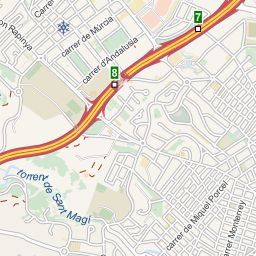 7
carrer de Múrcia
on Rapinya
carrer d'Andalusia
8
torrent de Sant Magí
carrer de Miquel Porcel
carrer Monterrey